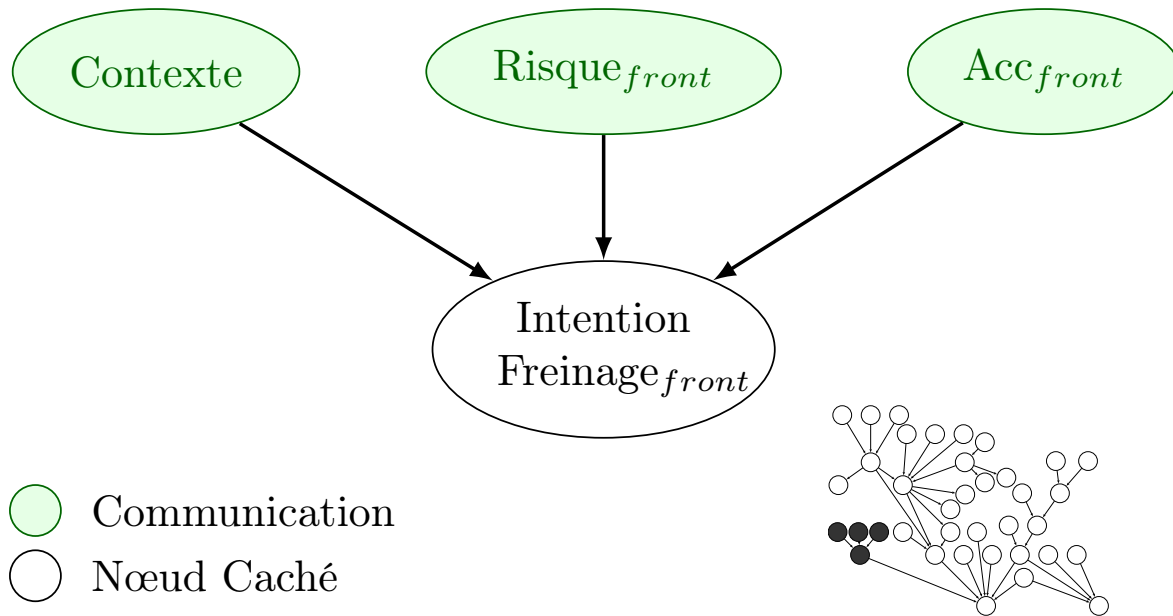 Contexte
Risque front
Acc front
Intention
Freinage front
Communication
Nœud Caché